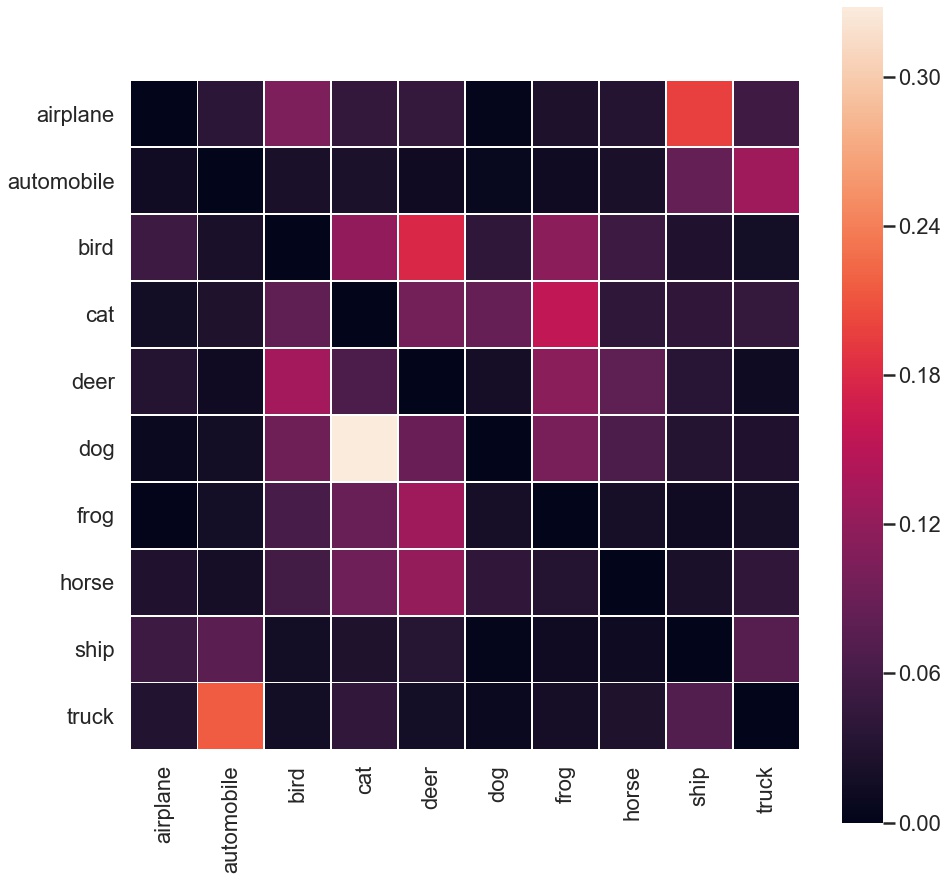 airplane
automobile
bird
cat
deer
dog
frog
horse
ship
truck
airplane
automobile
bird
cat
deer
dog
frog
horse
ship
truck
0.30
0.24
0.18
0.12
0.06
0.00